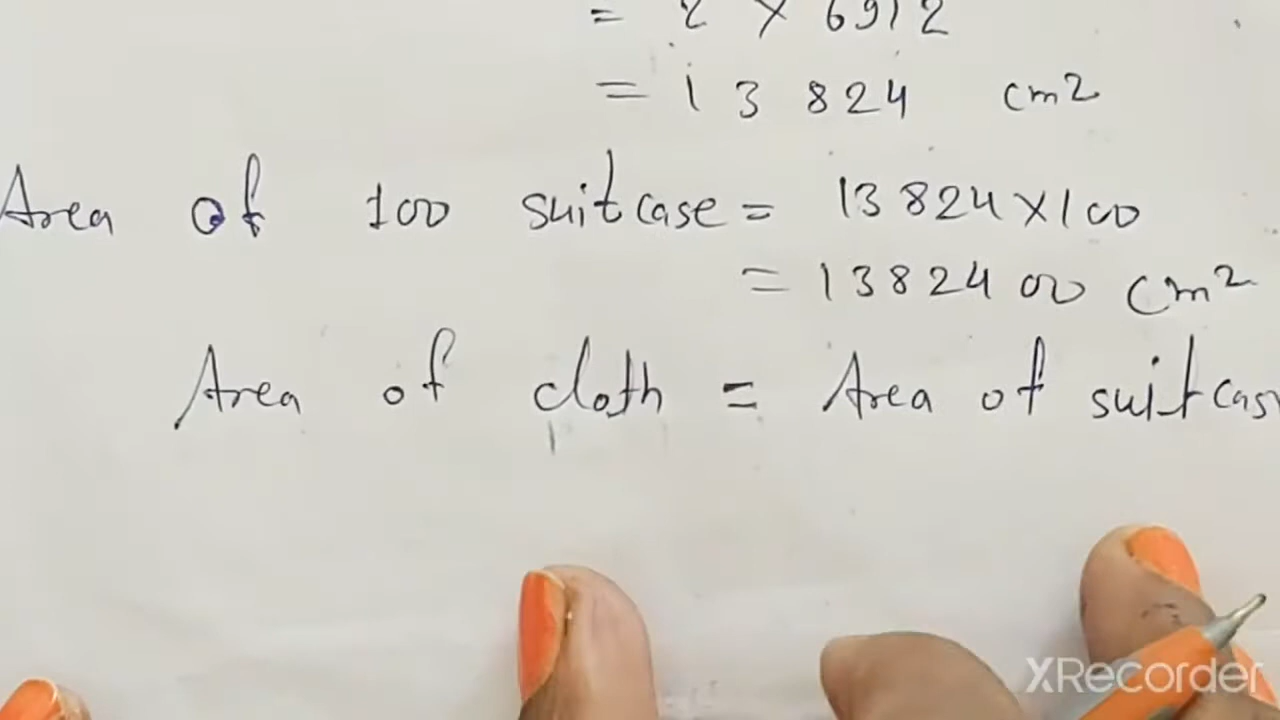 = 2 × 6912
= 13824 cm2
Area of 100 suitcase = 13824×100
= 1382400 cm²
Area of cloth = Area of suitcas
XRecorder